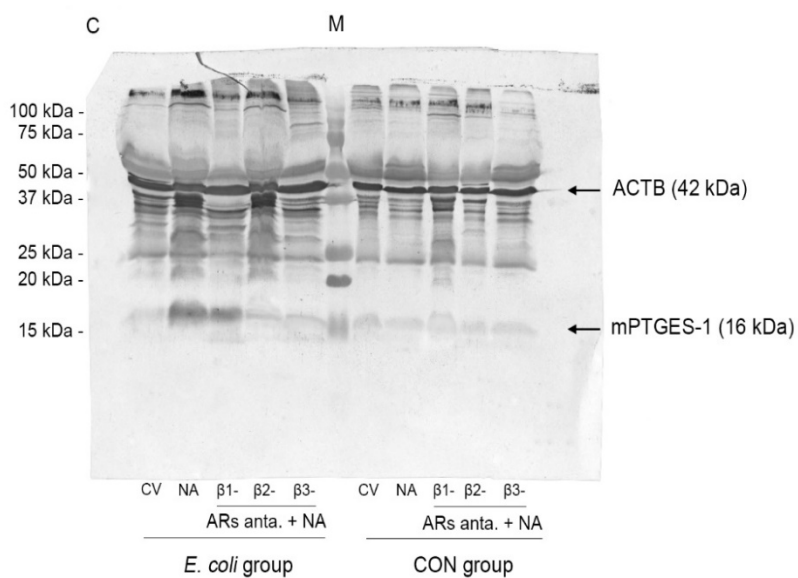 C M
100 kDa -
75 kDa -
50 kDa -
37 kDa -
25 kDa -
20 kDa -
15 kDa -
ACTB (42 kDa)
mPTGES-1 (16 kDa)
CV NA β1- β2- β3- CV NA β1- β2- β3-
ARs anta. + NA ARs anta. + NA
E. coli group CON group